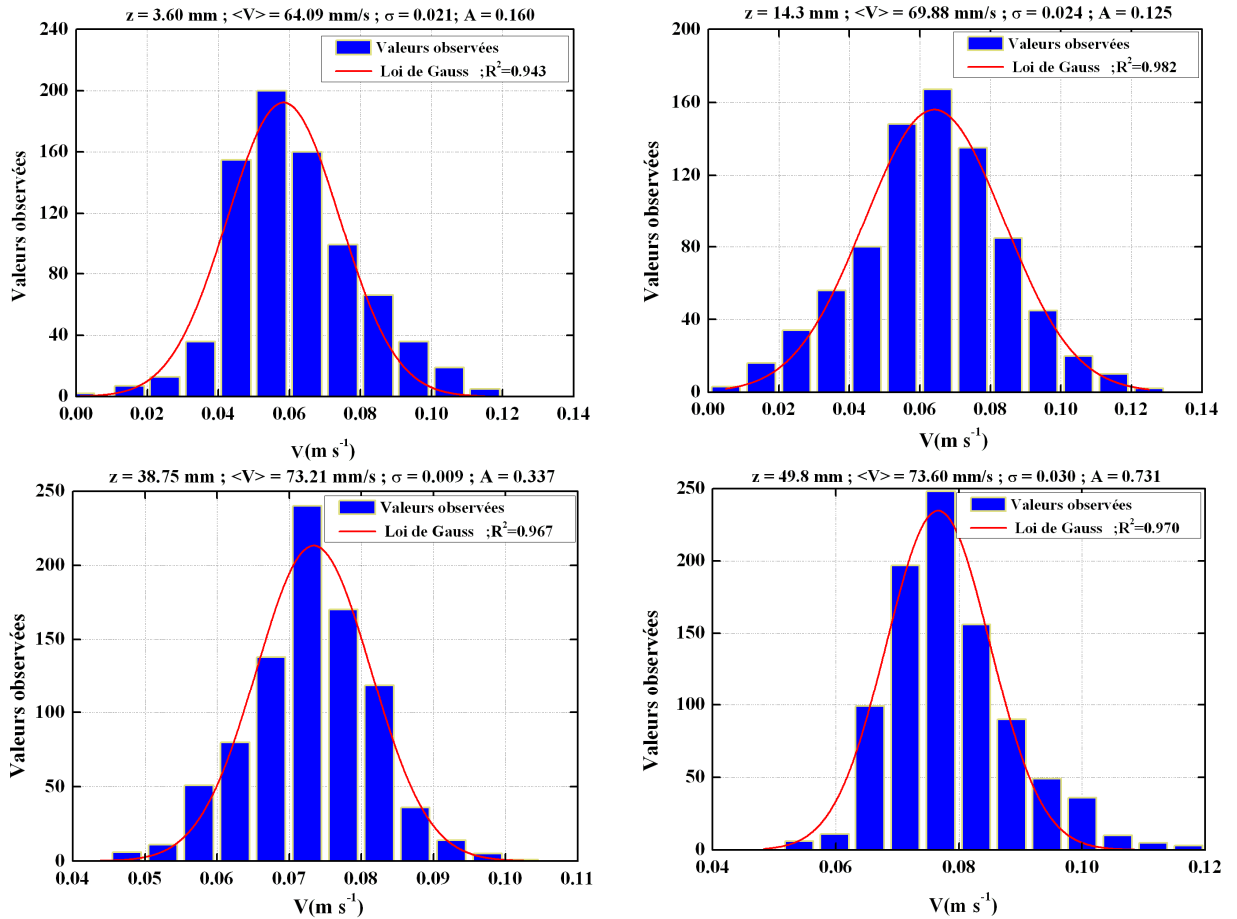 z = 3.60 mm ; <V> = 64.09 mm/s ; σ = 0.021; A = 0.160
240
200
160
120
80
40
0
Valeurs observées
Valeurs observées
Loi de Gauss ;R²=0.943
0.00 0.02 0.04 0.06 0.08 0.10 0.12 0.14
V(m s⁻¹)
z = 14.3 mm ; <V> = 69.88 mm/s ; σ = 0.024 ; A = 0.125
200
160
120
80
40
0
Valeurs observées
Valeurs observées
Loi de Gauss ;R²=0.982
0.00 0.02 0.04 0.06 0.08 0.10 0.12 0.14
V(m s⁻¹)
z = 38.75 mm ; <V> = 73.21 mm/s ; σ = 0.009 ; A = 0.337
250
200
150
100
50
0
Valeurs observées
Valeurs observées
Loi de Gauss ;R²=0.967
0.04 0.05 0.06 0.07 0.08 0.09 0.10 0.11
V(m s⁻¹)
z = 49.8 mm ; <V> = 73.60 mm/s ; σ = 0.030 ; A = 0.731
250
200
150
100
50
0
Valeurs observées
Valeurs observées
Loi de Gauss ;R²=0.970
0.04 0.06 0.08 0.10 0.12
V(m s⁻¹)